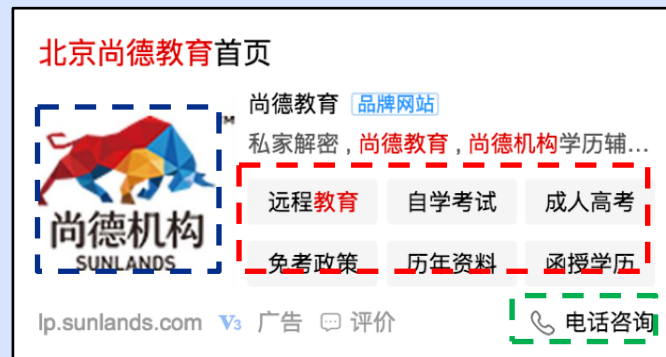 北京尚德教育首页
尚德教育 品牌网站
私家解密,尚德教育,尚德机构学历辅...
远程教育 自学考试 成人高考
免考政策 历年资料 函授学历
TM
尚德机构
SUNLANDS
lp.sunlands.com V3 广告 评价 电话咨询